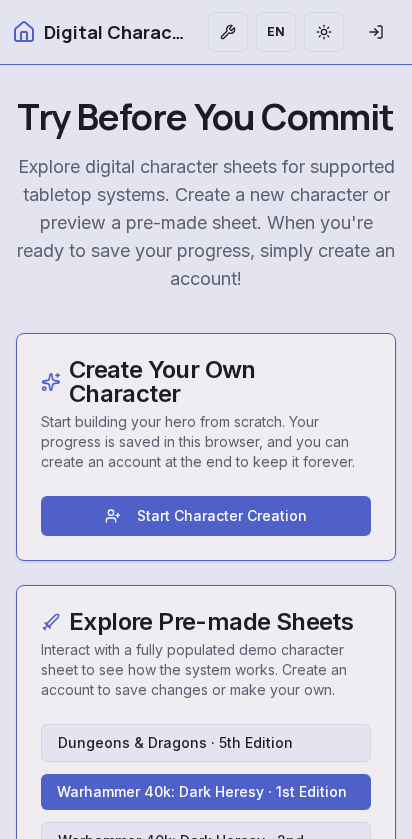 Digital Charac...
EN
Try Before You Commit
Explore digital character sheets for supported
tabletop systems. Create a new character or
preview a pre-made sheet. When you're
ready to save your progress, simply create an
account!
Create Your Own
Character
Start building your hero from scratch. Your
progress is saved in this browser, and you can
create an account at the end to keep it forever.
Start Character Creation
Explore Pre-made Sheets
Interact with a fully populated demo character
sheet to see how the system works. Create an
account to save changes or make your own.
Dungeons & Dragons · 5th Edition
Warhammer 40k: Dark Heresy · 1st Edition
Warhammer 40k: Dark Heresy · 2nd